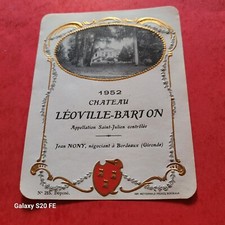 1952
CHATEAU
LÉOVILLE-BARTON
Appellation Saint-Julien contrôlée
Jean NONY, négociant à Bordeaux (Gironde)
Galaxy S20 FE